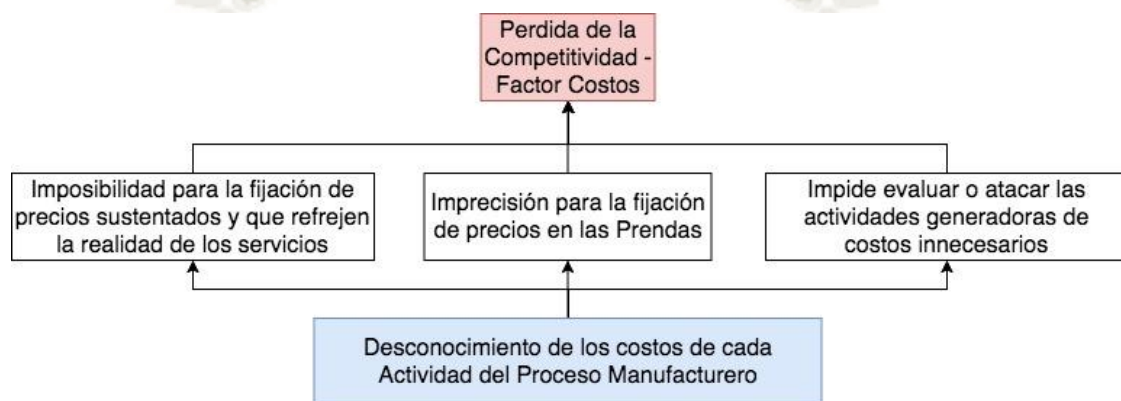 Perdida de la
Competitividad -
Factor Costos
Imposibilidad para la fijación de
precios sustentados y que refrejen
la realidad de los servicios
Imprecisión para la fijación
de precios en las Prendas
Impide evaluar o atacar las
actividades generadoras de
costos innecesarios
Desconocimiento de los costos de cada
Actividad del Proceso Manufacturero